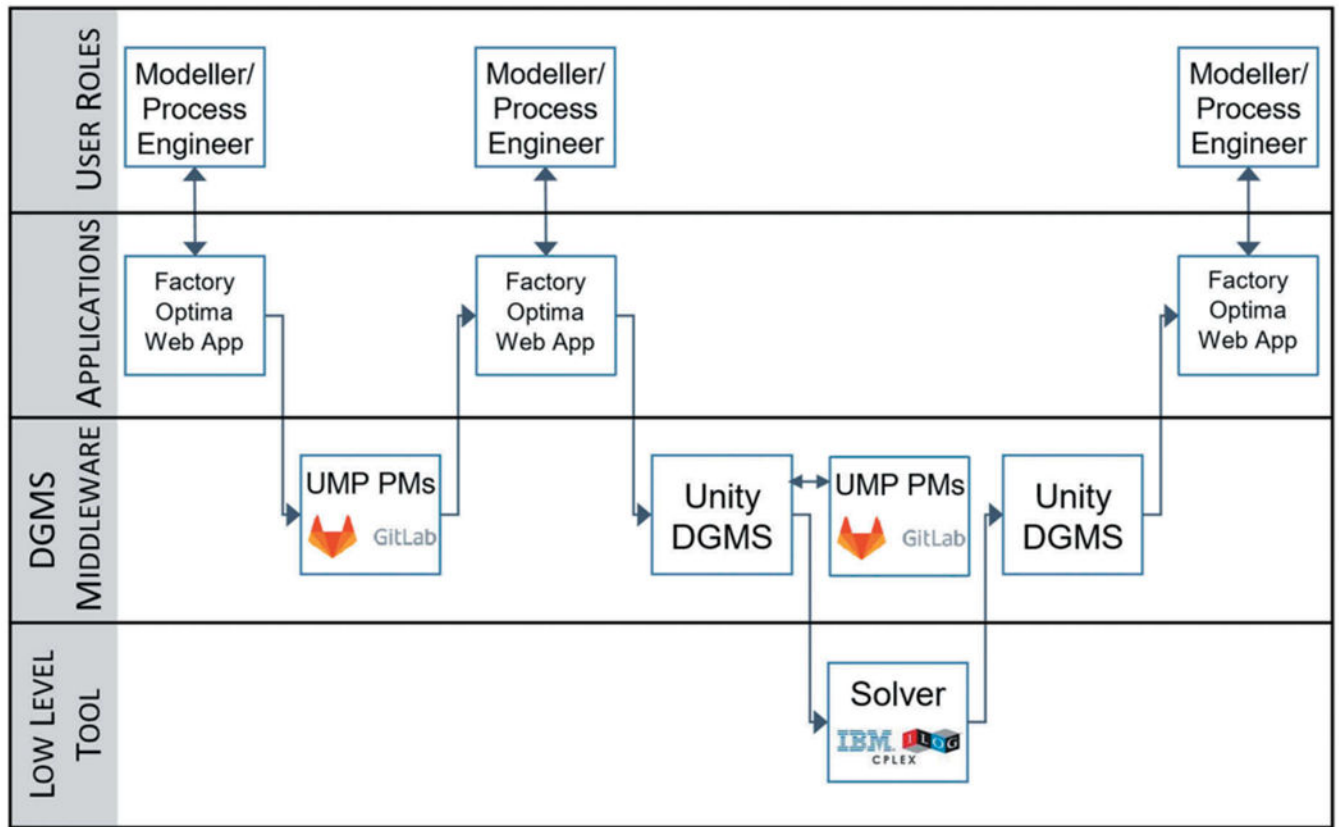 USER ROLES
Modeller/
Process
Engineer
Modeller/
Process
Engineer
Modeller/
Process
Engineer
APPLICATIONS
Factory
Optima
Web App
Factory
Optima
Web App
Factory
Optima
Web App
DGMS
MIDDLEWARE
UMP PMs
GitLab
Unity
DGMS
UMP PMs
GitLab
Unity
DGMS
LOW LEVEL
TOOL
Solver
IBM ILOG
CPLEX